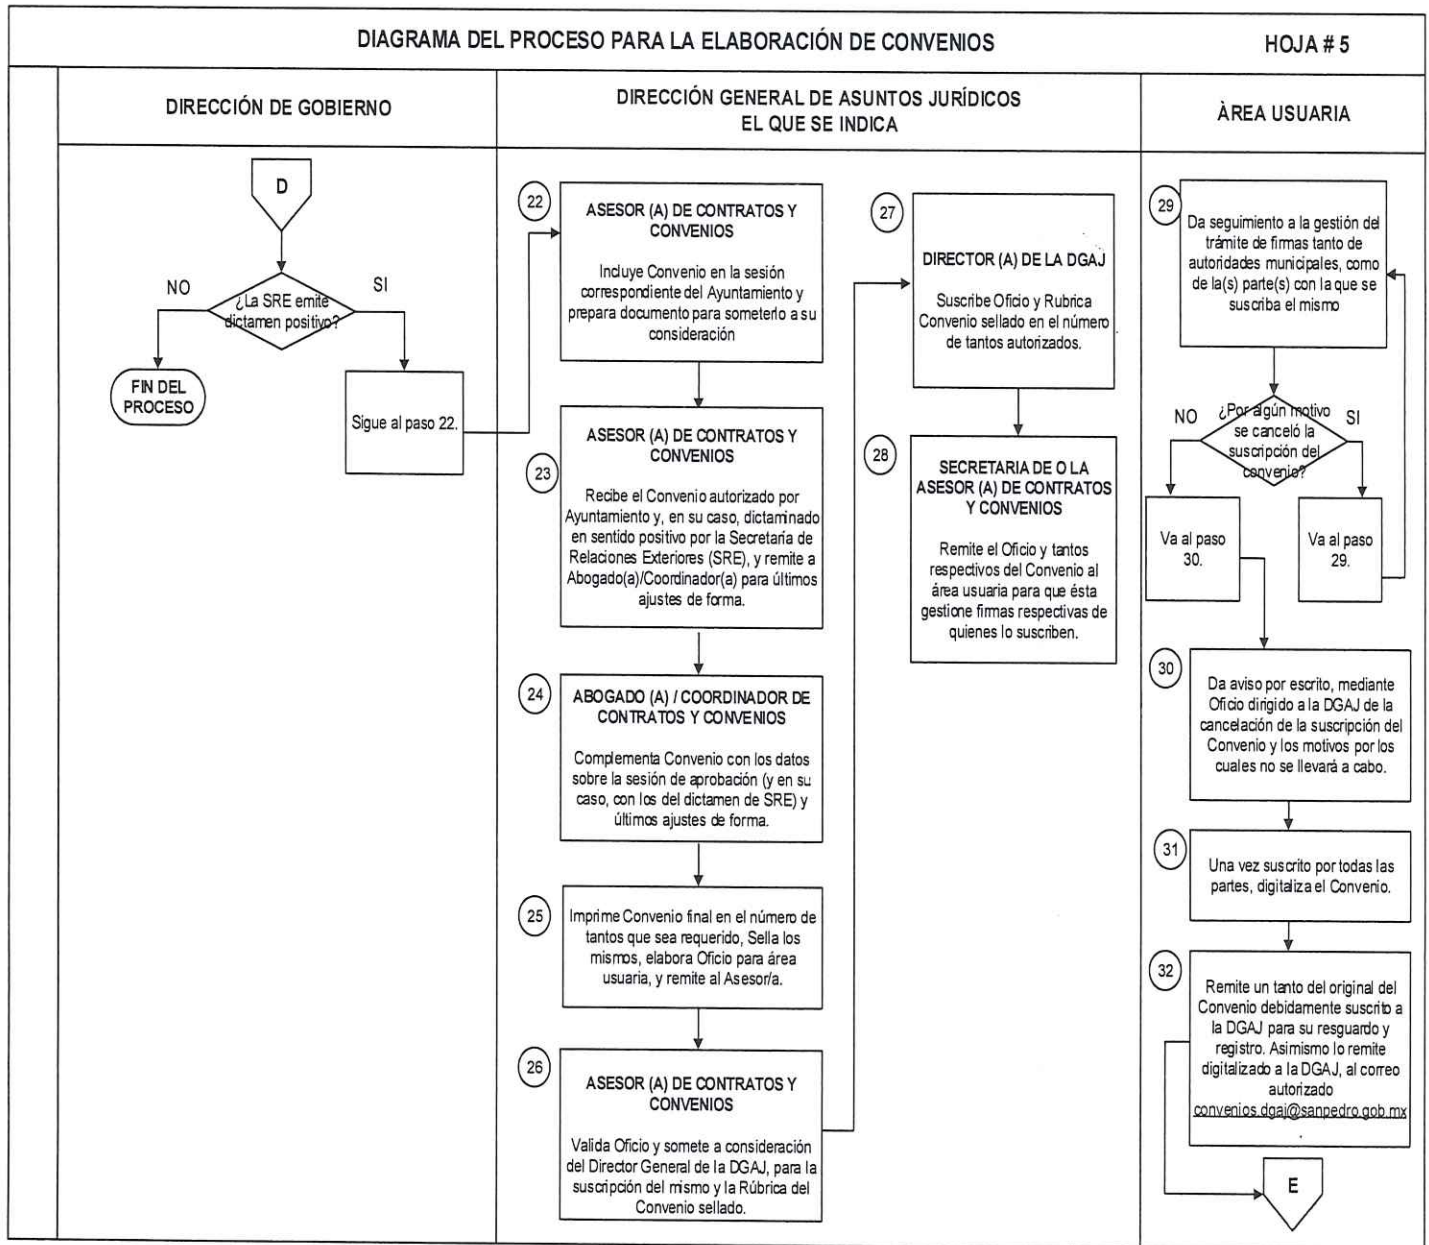 DIAGRAMA DEL PROCESO PARA LA ELABORACIÓN DE CONVENIOS
HOJA # 5
DIRECCIÓN DE GOBIERNO
DIRECCIÓN GENERAL DE ASUNTOS JURÍDICOS
EL QUE SE INDICA
ÀREA USUARIA
D
¿La SRE emite
dictamen positivo?
NO
SI
FIN DEL
PROCESO
Sigue al paso 22.
22
ASESOR (A) DE CONTRATOS Y
CONVENIOS
Incluye Convenio en la sesión
correspondiente del Ayuntamiento y
prepara documento para someterlo a su
consideración
23
ASESOR (A) DE CONTRATOS Y
CONVENIOS
Recibe el Convenio autorizado por
Ayuntamiento y, en su caso, dictaminado
en sentido positivo por la Secretaría de
Relaciones Exteriores (SRE), y remite a
Abogado(a)/Coordinador(a) para últimos
ajustes de forma.
24
ABOGADO (A) / COORDINADOR DE
CONTRATOS Y CONVENIOS
Complementa Convenio con los datos
sobre la sesión de aprobación (y en su
caso, con los del dictamen de SRE) y
últimos ajustes de forma.
25
Imprime Convenio final en el número de
tantos que sea requerido, Sella los
mismos, elabora Oficio para área
usuaria, y remite al Asesor/a.
26
ASESOR (A) DE CONTRATOS Y
CONVENIOS
Valida Oficio y somete a consideración
del Director General de la DGAJ, para la
suscripción del mismo y la Rúbrica del
Convenio sellado.
27
DIRECTOR (A) DE LA DGAJ
Suscribe Oficio y Rubrica
Convenio sellado en el número
de tantos autorizados.
28
SECRETARIA DE O LA
ASESOR (A) DE CONTRATOS
Y CONVENIOS
Remite el Oficio y tantos
respectivos del Convenio al
área usuaria para que ésta
gestione firmas respectivas de
quienes lo suscriben.
29
Da seguimiento a la gestión del
trámite de firmas tanto de
autoridades municipales, como
de la(s) parte(s) con la que se
suscriba el mismo
NO
¿Por algún motivo
se canceló la
suscripción del
convenio?
SI
Va al paso
30.
Va al paso
29.
30
Da aviso por escrito, mediante
Oficio dirigido a la DGAJ de la
cancelación de la suscripción del
Convenio y los motivos por los
cuales no se llevará a cabo.
31
Una vez suscrito por todas las
partes, digitaliza el Convenio.
32
Remite un tanto del original del
Convenio debidamente suscrito a
la DGAJ para su resguardo y
registro. Asimismo lo remite
digitalizado a la DGAJ, al correo
autorizado
convenios.dgaj@sanpedro.gob.mx
.
E